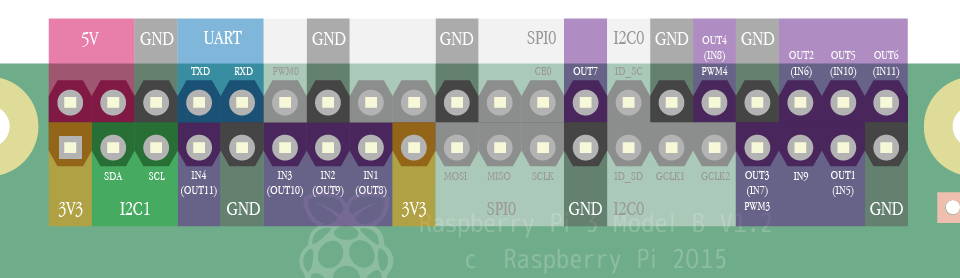 5V GND UART GND GND SPI0 I2C0 GND OUT4 GND
(IN8) OUT2 OUT5 OUT6
TXD RXD PWM0 CE0 OUT7 ID_SC PWM4 (IN6) (IN10) (IN11)
SDA SCL IN4 IN3 IN2 IN1 MOSI MISO SCLK ID_SD GCLK1 GCLK2 OUT3 IN9 OUT1
(OUT11) (OUT10) (OUT9) (OUT8) (IN7) (IN5)
3V3 I2C1 GND 3V3 SPI0 GND I2C0 PWM3 GND
Raspberry Pi 3 Model B V1.2
c Raspberry Pi 2015